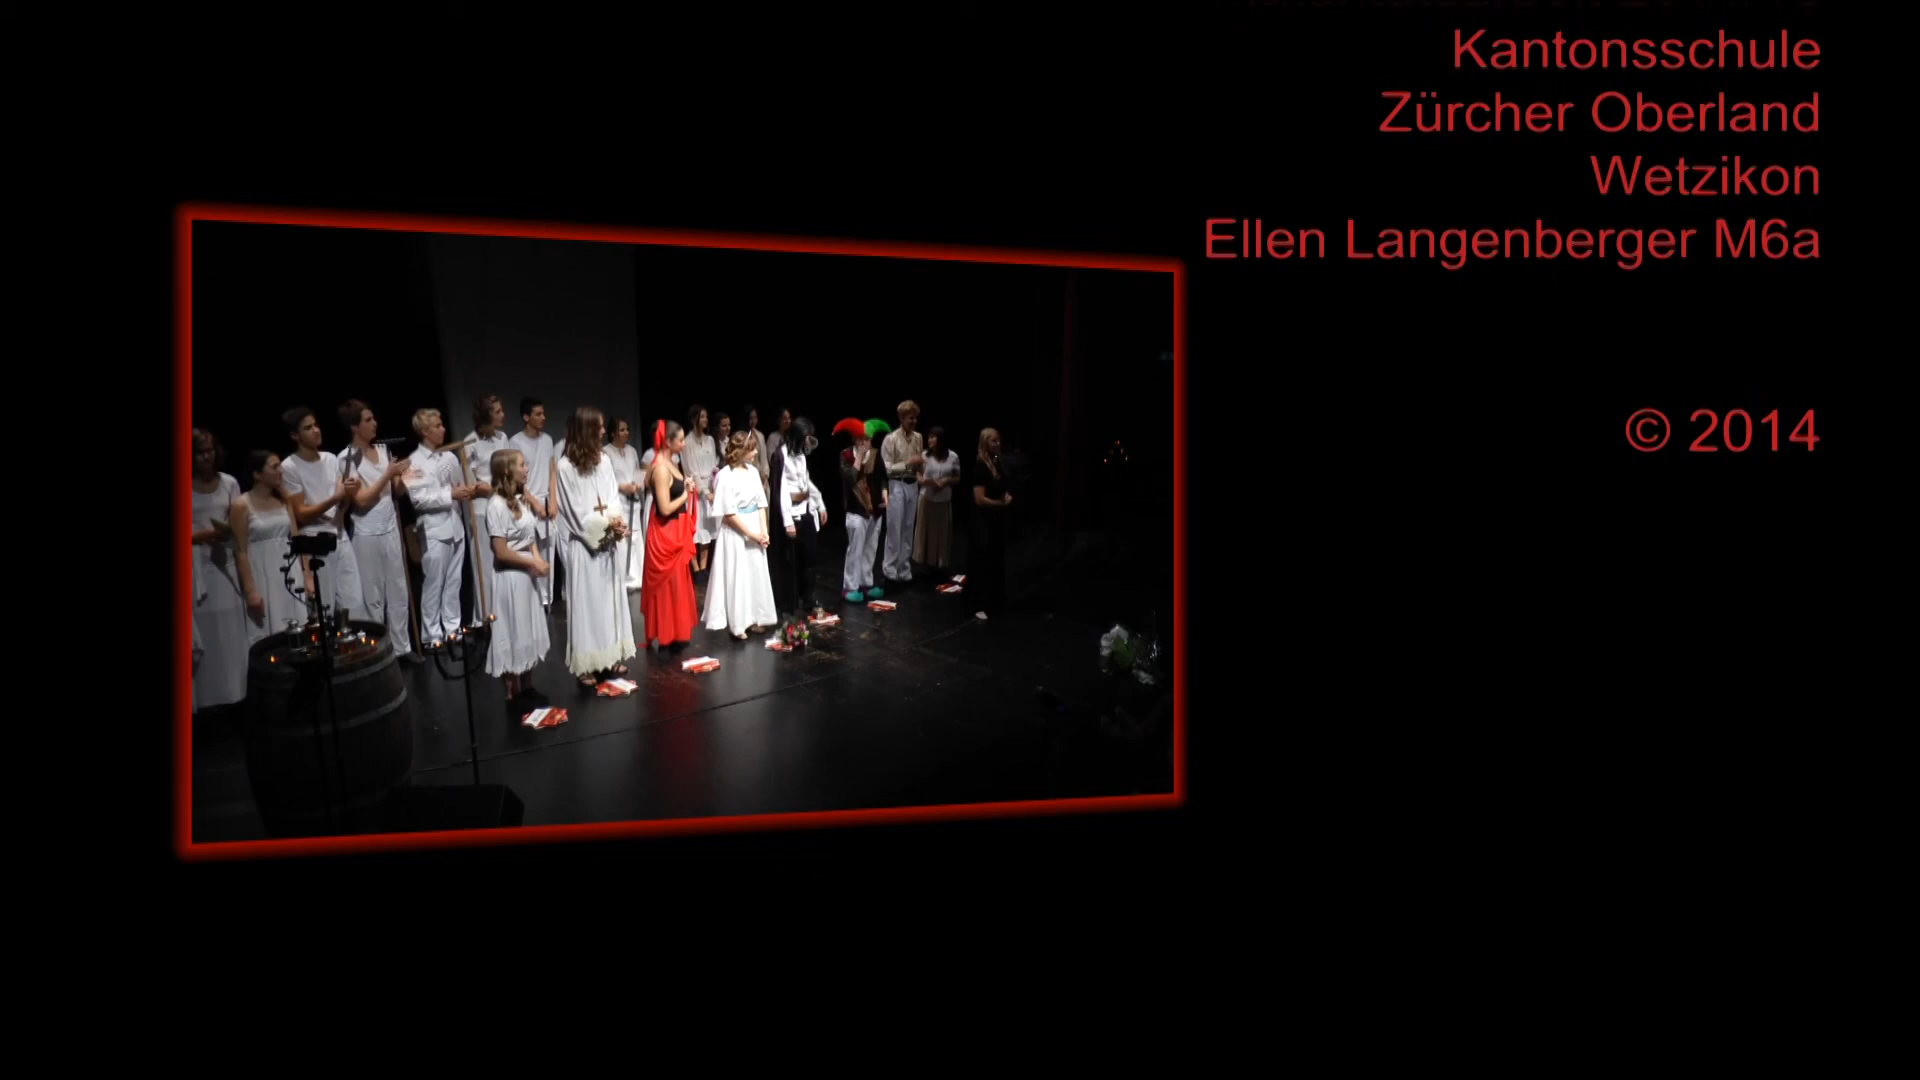 Kantonsschule
Zürcher Oberland
Wetzikon
Ellen Langenberger M6a
© 2014